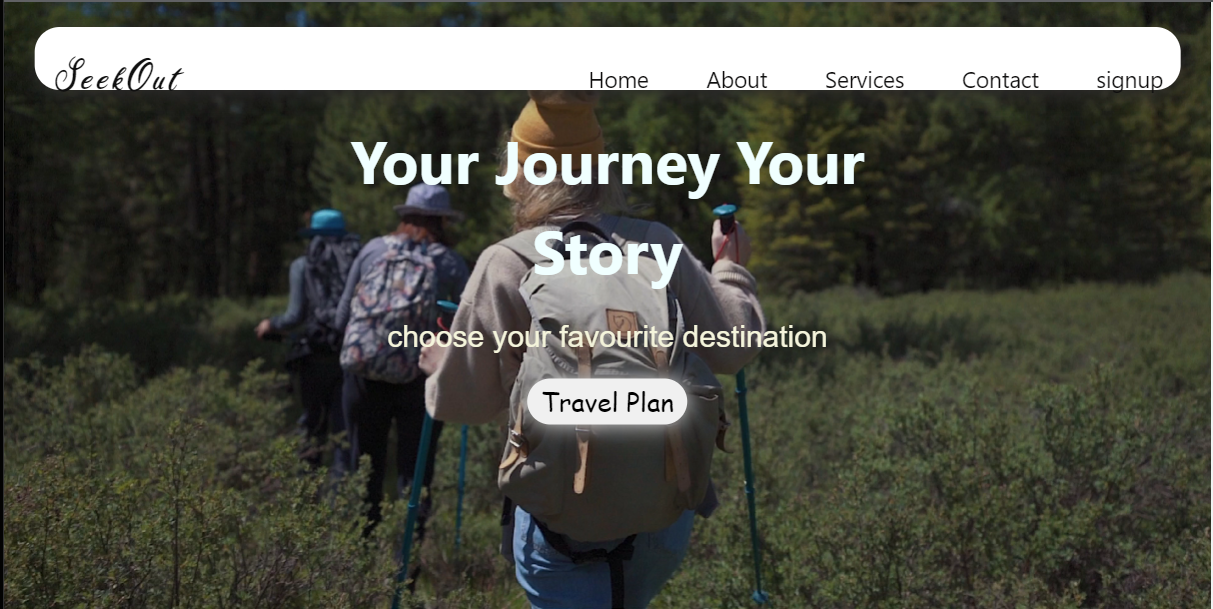 SeekOut
Home About Services Contact signup
Your Journey Your
Story
choose your favourite destination
Travel Plan